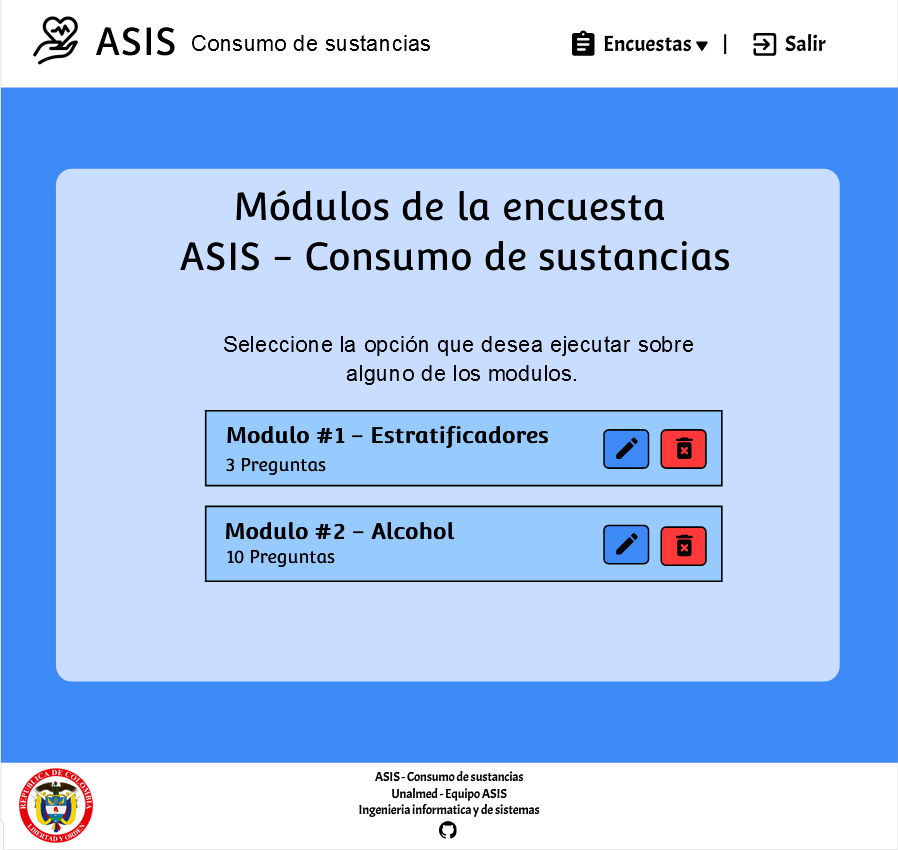 ASIS Consumo de sustancias
Encuestas ▼ | Salir
Módulos de la encuesta
ASIS – Consumo de sustancias
Seleccione la opción que desea ejecutar sobre
alguno de los modulos.
Modulo #1 – Estratificadores
3 Preguntas
Modulo #2 – Alcohol
10 Preguntas
REPUBLICA DE COLOMBIA
LIBERTAD Y ORDEN
ASIS - Consumo de sustancias
Unalmed - Equipo ASIS
Ingenieria informatica y de sistemas